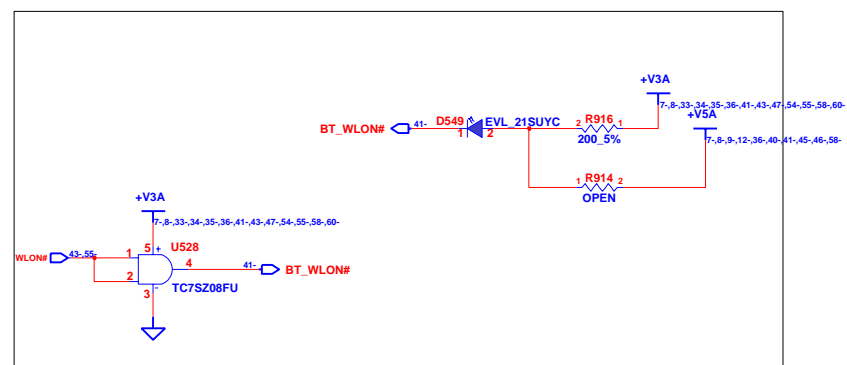 +V3A
7-,8-,33-,34-,35-,36-,41-,43-,47-,54-,55-,58-,60-
+V5A
7-,8-,9-,12-,36-,40-,41-,45-,46-,58-
BT_WLON# 41- D549 EVL_21SUYC 2 R916 1
1 2 200_5%
1 R914 2
OPEN
+V3A
7-,8-,33-,34-,35-,36-,41-,43-,47-,54-,55-,58-,60-
WLON# 43-,55- 1 5 + U528
4 41- BT_WLON#
2
3 - TC7SZ08FU